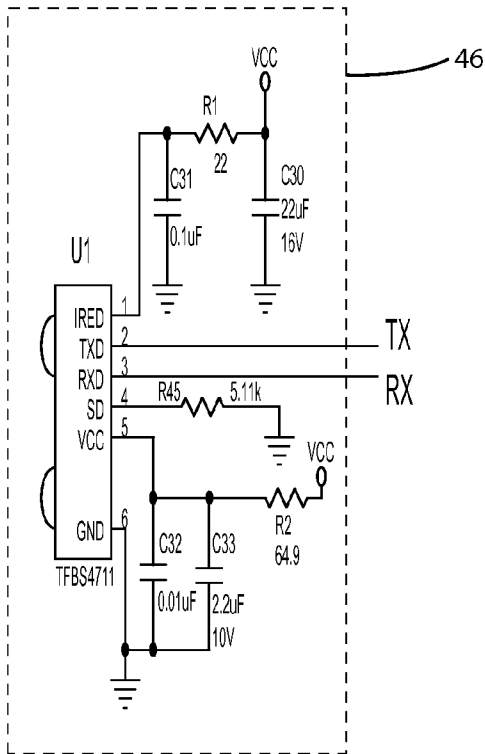 46
VCC
R1
22
C31
0.1uF
C30
22uF
16V
U1
IRED 1
TXD 2
RXD 3
SD 4
VCC 5
GND 6
TFBS4711
TX
RX
R45 5.11k
VCC
R2
64.9
C32
0.01uF
C33
2.2uF
10V